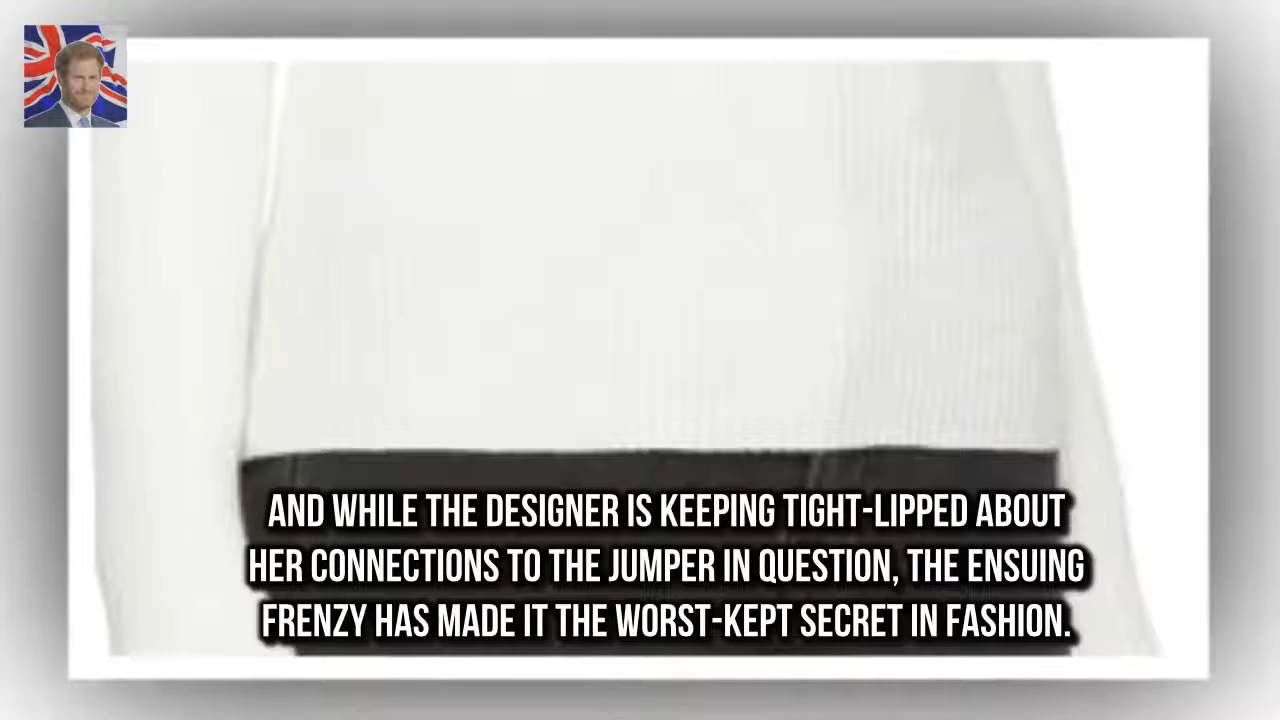 AND WHILE THE DESIGNER IS KEEPING TIGHT-LIPPED ABOUT
HER CONNECTIONS TO THE JUMPER IN QUESTION, THE ENSUING
FRENZY HAS MADE IT THE WORST-KEPT SECRET IN FASHION.